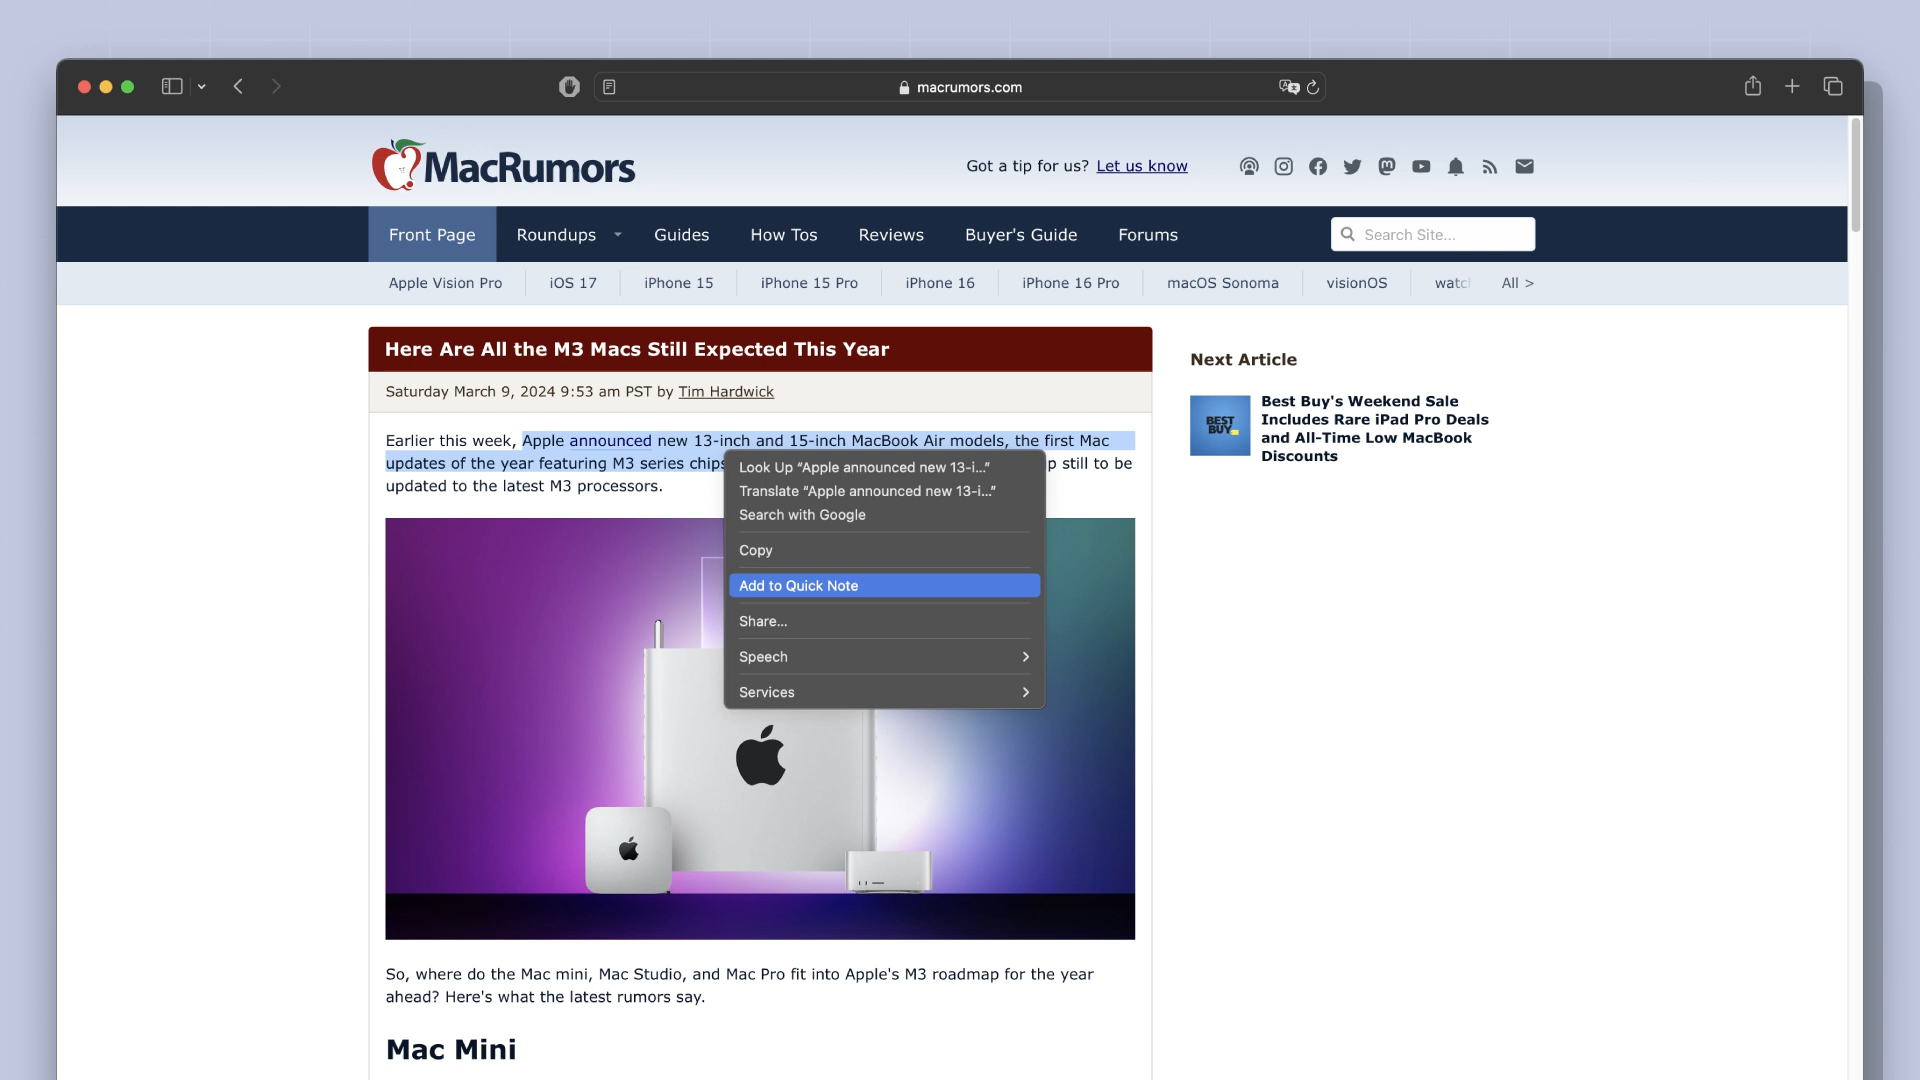 macrumors.com
MacRumors
Got a tip for us? Let us know
Front Page Roundups Guides How Tos Reviews Buyer's Guide Forums Search Site...
Apple Vision Pro iOS 17 iPhone 15 iPhone 15 Pro iPhone 16 iPhone 16 Pro macOS Sonoma visionOS watc All >
Here Are All the M3 Macs Still Expected This Year
Saturday March 9, 2024 9:53 am PST by Tim Hardwick
Earlier this week, Apple announced new 13-inch and 15-inch MacBook Air models, the first Mac
updates of the year featuring M3 series chips
p still to be
updated to the latest M3 processors.
Look Up “Apple announced new 13-i...”
Translate “Apple announced new 13-i...”
Search with Google
Copy
Add to Quick Note
Share...
Speech
Services
So, where do the Mac mini, Mac Studio, and Mac Pro fit into Apple's M3 roadmap for the year
ahead? Here's what the latest rumors say.
Mac Mini
Next Article
BEST
BUY
Best Buy's Weekend Sale
Includes Rare iPad Pro Deals
and All-Time Low MacBook
Discounts